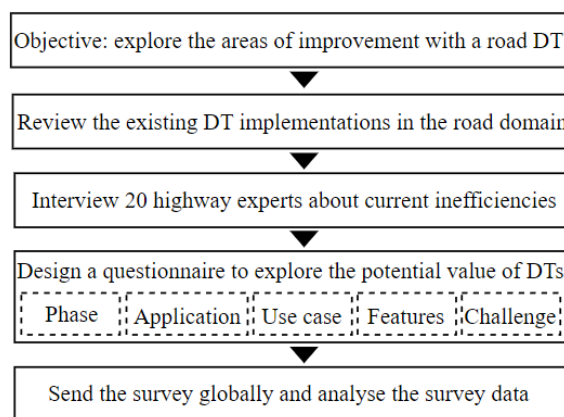 Objective: explore the areas of improvement with a road DT
Review the existing DT implementations in the road domain
Interview 20 highway experts about current inefficiencies
Design a questionnaire to explore the potential value of DTs
Phase Application Use case Features Challenge
Send the survey globally and analyse the survey data